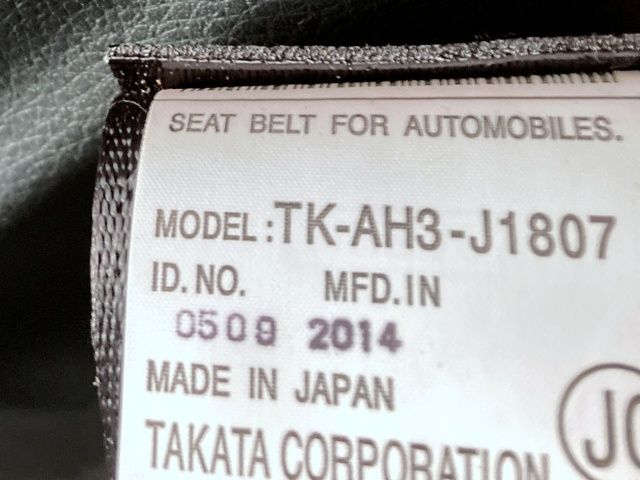 SEAT BELT FOR AUTOMOBILES.
MODEL:TK-AH3-J1807
ID.NO. MFD.IN
0509 2014
MADE IN JAPAN
TAKATA CORPORATION